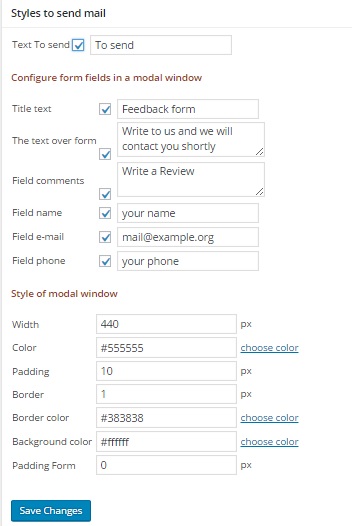 Styles to send mail
Text To send To send
Configure form fields in a modal window
Title text Feedback form
The text over form Write to us and we will
contact you shortly
Field comments Write a Review
Field name your name
Field e-mail mail@example.org
Field phone your phone
Style of modal window
Width 440 px
Color #555555 choose color
Padding 10 px
Border 1 px
Border color #383838 choose color
Background color #ffffff choose color
Padding Form 0 px
Save Changes